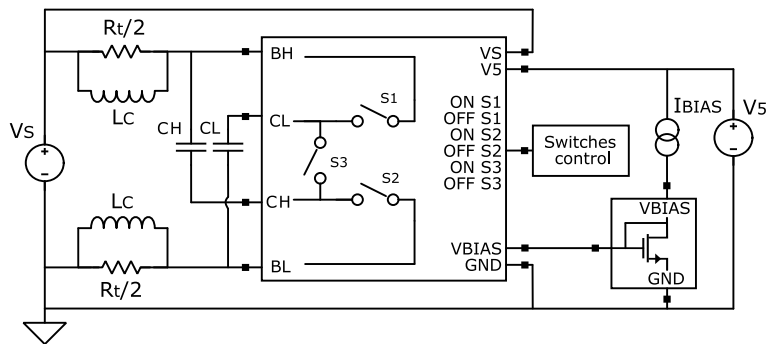 Rt/2
LC
VS
+
−
LC
Rt/2
CH
CL
BH
CL
CH
BL
S1
S3
S2
VS
V5
ON S1
OFF S1
ON S2
OFF S2
ON S3
OFF S3
VBIAS
GND
Switches
control
IBIAS
V5
+
−
VBIAS
GND